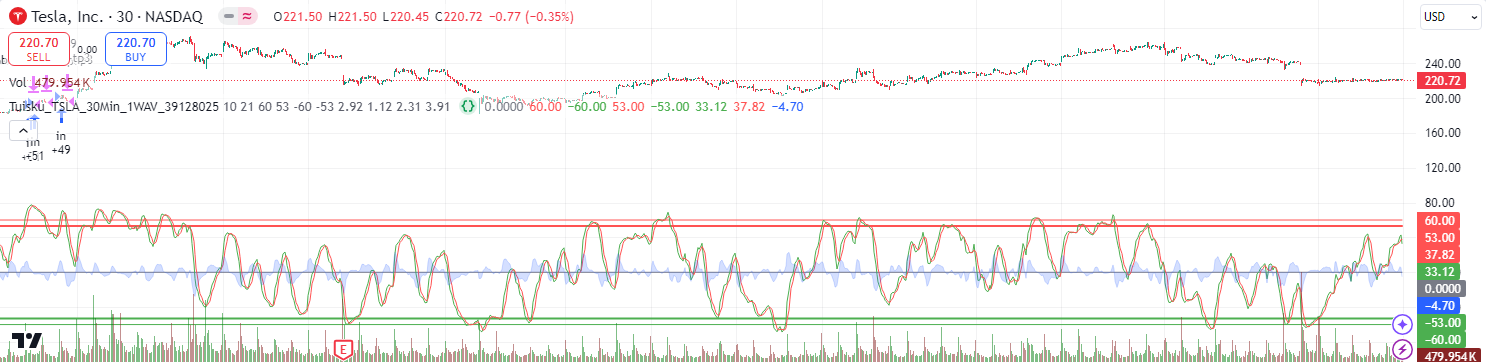 Tesla, Inc. · 30 · NASDAQ O221.50 H221.50 L220.45 C220.72 −0.77 (−0.35%)
USD
220.70
SELL
0.00
220.70
BUY
Vol 479.954K
Tuisku_TSLA_30Min_1WAV_39128025 10 21 60 53 -60 -53 2.92 1.12 2.31 3.91 {} 0.0000 60.00 −60.00 53.00 −53.00 33.12 37.82 −4.70
in
+49
E
240.00
220.72
200.00
160.00
120.00
80.00
60.00
53.00
37.82
33.12
0.0000
−4.70
−53.00
−60.00
479.954K